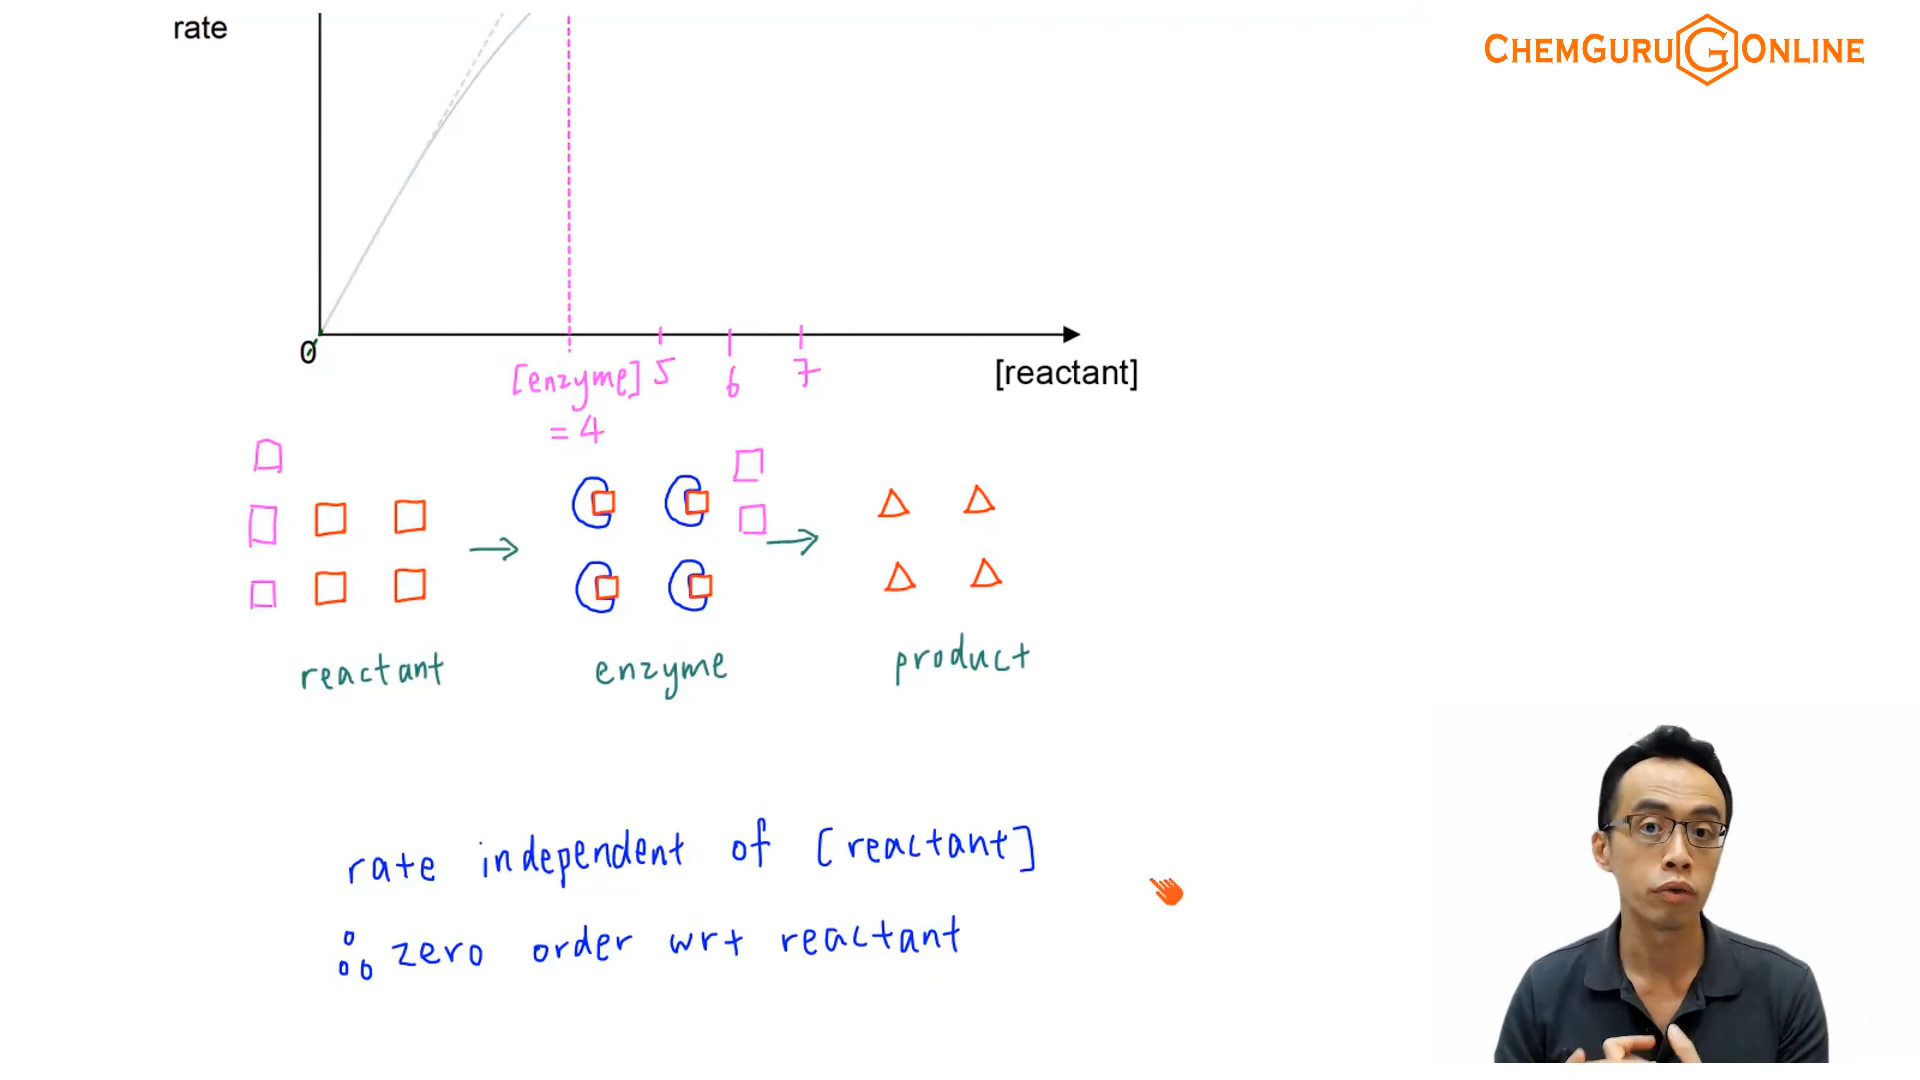 rate
CHEMGURU G ONLINE
0
[enzyme] 5 6 7
= 4
[reactant]
reactant
enzyme
product
rate independent of [reactant]
∴ zero order wrt reactant